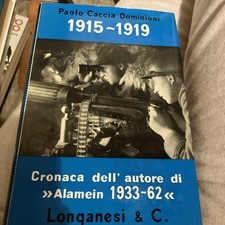 Paolo Caccia Dominioni
1915~1919
Cronaca dell'autore di
»Alamein 1933~62«
Longanesi & C.